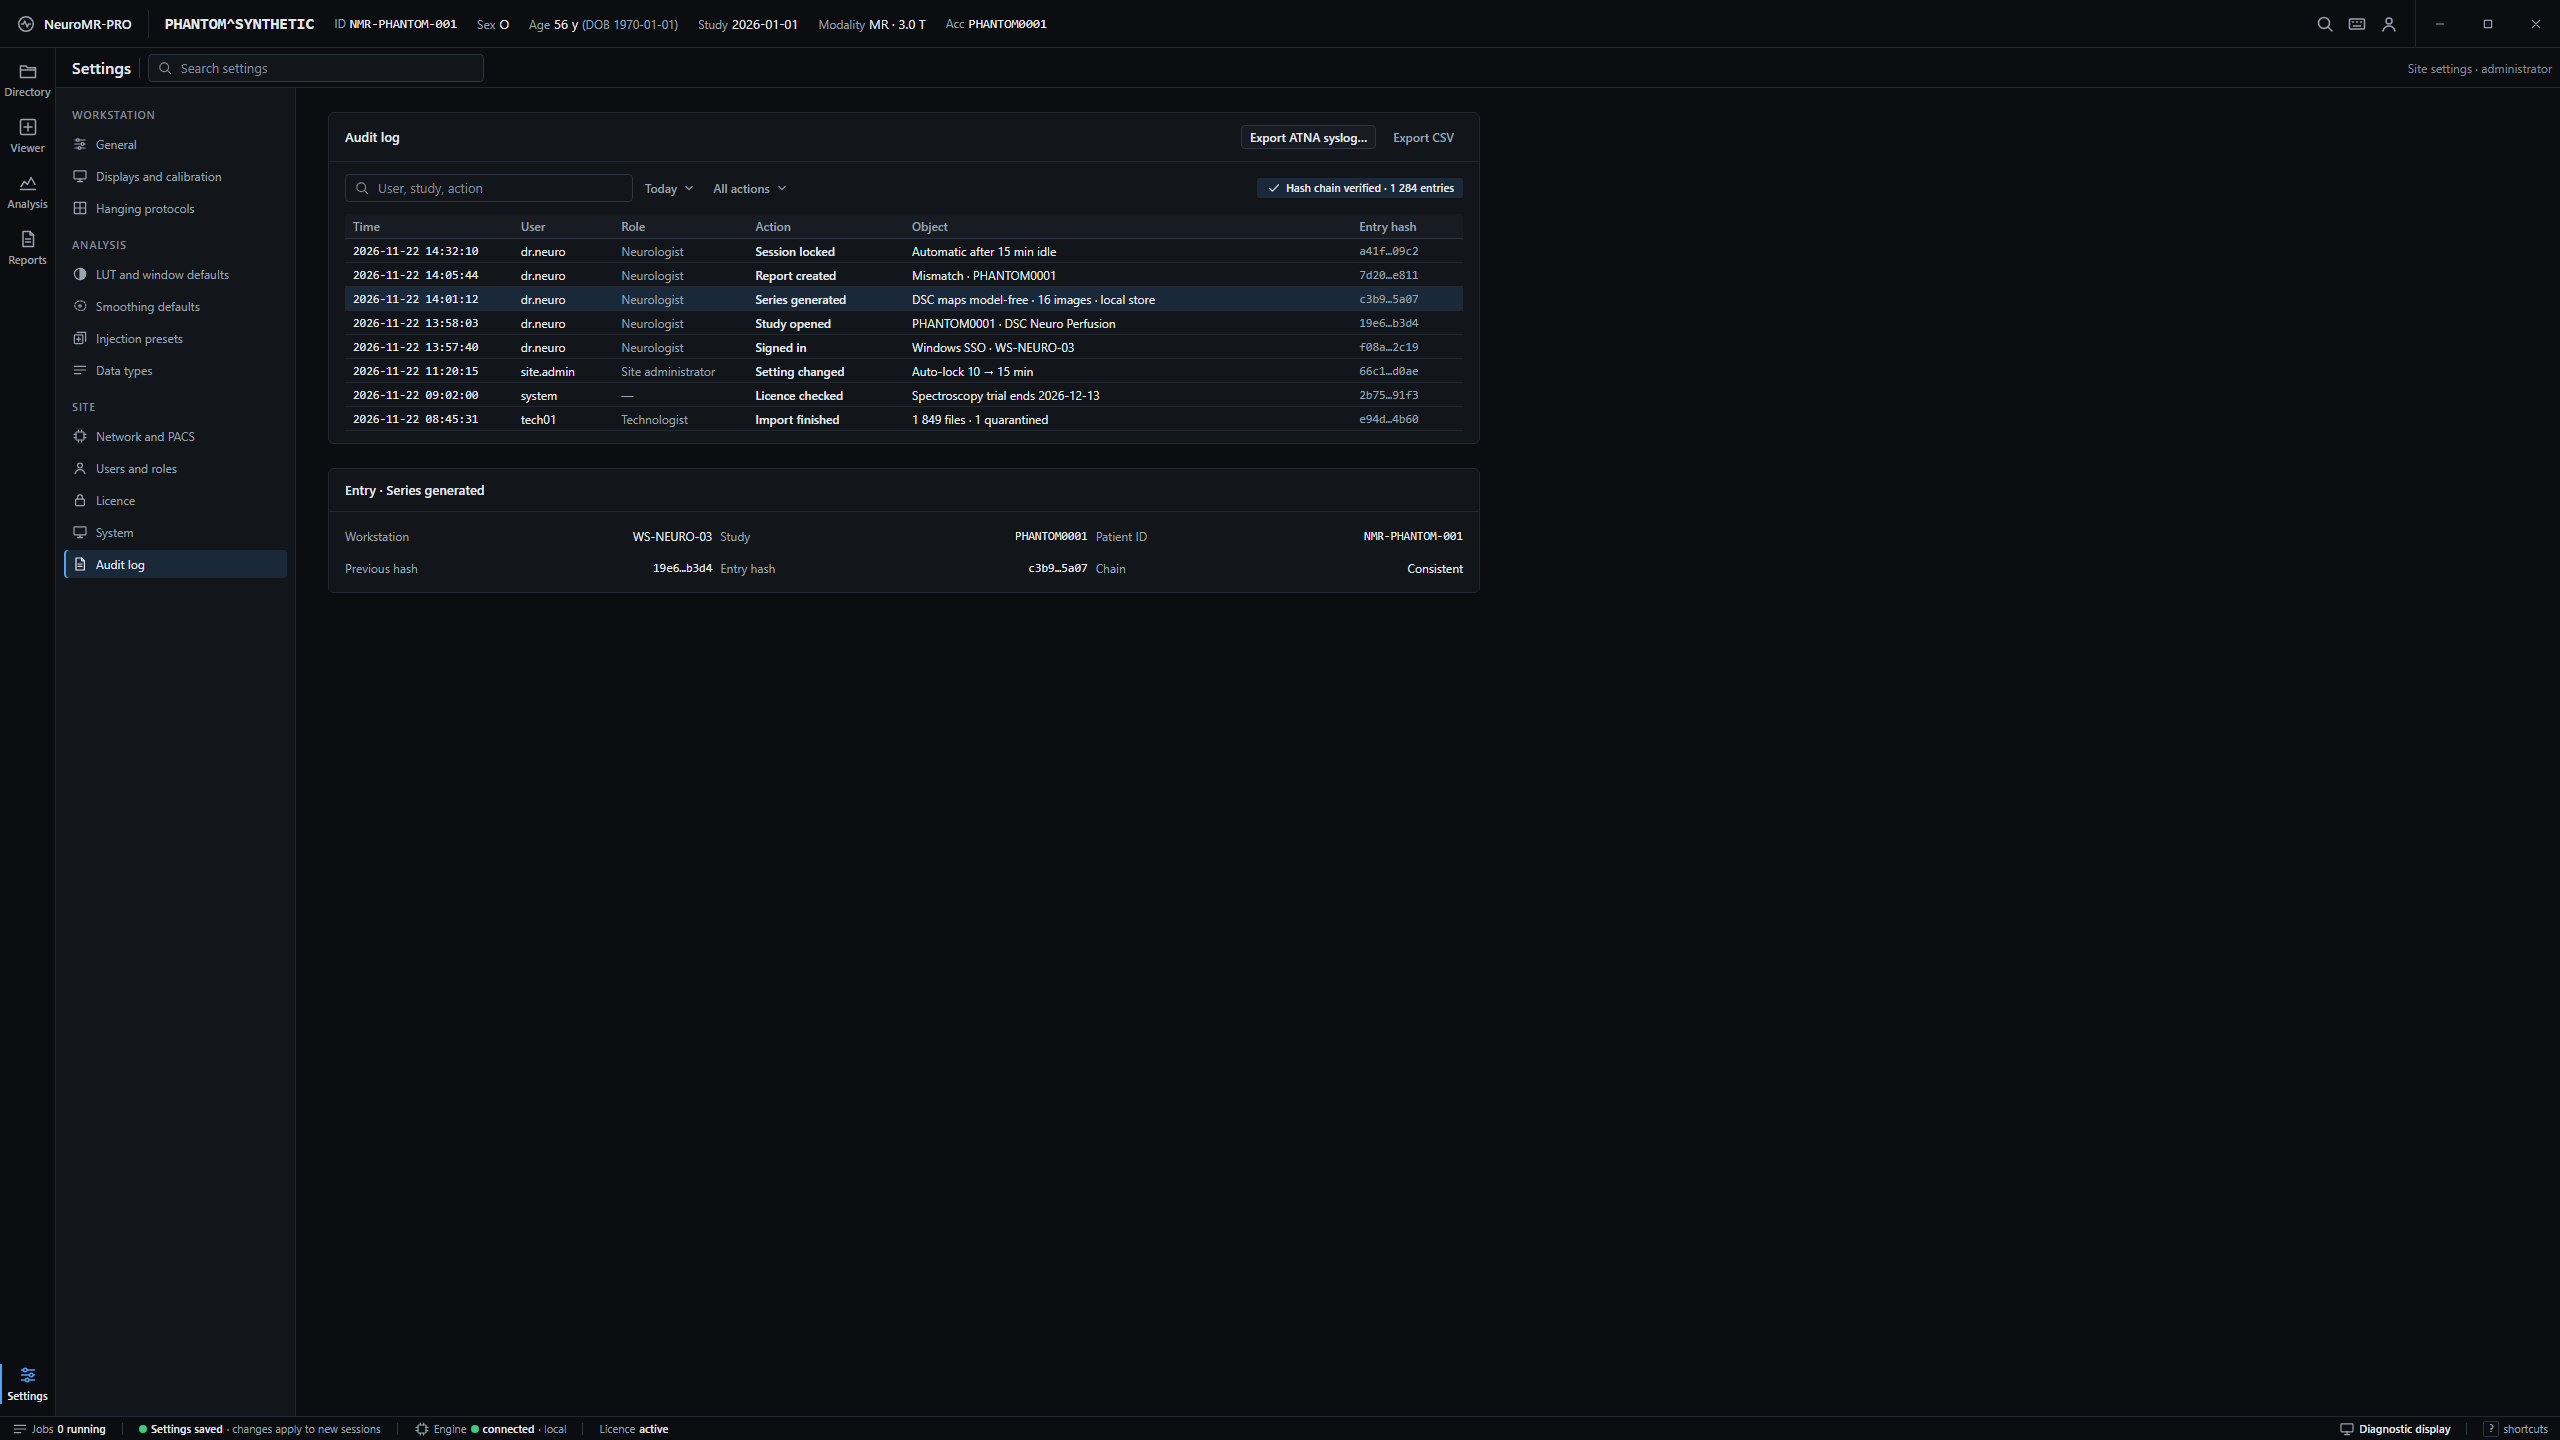 NeuroMR-PRO PHANTOM^SYNTHETIC ID NMR-PHANTOM-001 Sex O Age 56 y (DOB 1970-01-01) Study 2026-01-01 Modality MR · 3.0 T Acc PHANTOM0001
Settings Search settings Site settings · administrator
Directory
Viewer
Analysis
Reports
Settings
WORKSTATION
General
Displays and calibration
Hanging protocols
ANALYSIS
LUT and window defaults
Smoothing defaults
Injection presets
Data types
SITE
Network and PACS
Users and roles
Licence
System
Audit log
Audit log Export ATNA syslog... Export CSV
User, study, action Today All actions Hash chain verified · 1 284 entries
Time User Role Action Object Entry hash
2026-11-22 14:32:10 dr.neuro Neurologist Session locked Automatic after 15 min idle a41f…09c2
2026-11-22 14:05:44 dr.neuro Neurologist Report created Mismatch · PHANTOM0001 7d20…e811
2026-11-22 14:01:12 dr.neuro Neurologist Series generated DSC maps model-free · 16 images · local store c3b9…5a07
2026-11-22 13:58:03 dr.neuro Neurologist Study opened PHANTOM0001 · DSC Neuro Perfusion 19e6…b3d4
2026-11-22 13:57:40 dr.neuro Neurologist Signed in Windows SSO · WS-NEURO-03 f08a…2c19
2026-11-22 11:20:15 site.admin Site administrator Setting changed Auto-lock 10 → 15 min 66c1…d0ae
2026-11-22 09:02:00 system — Licence checked Spectroscopy trial ends 2026-12-13 2b75…91f3
2026-11-22 08:45:31 tech01 Technologist Import finished 1 849 files · 1 quarantined e94d…4b60
Entry · Series generated
Workstation WS-NEURO-03 Study PHANTOM0001 Patient ID NMR-PHANTOM-001
Previous hash 19e6…b3d4 Entry hash c3b9…5a07 Chain Consistent
Jobs 0 running Settings saved · changes apply to new sessions Engine connected · local Licence active Diagnostic display ? shortcuts